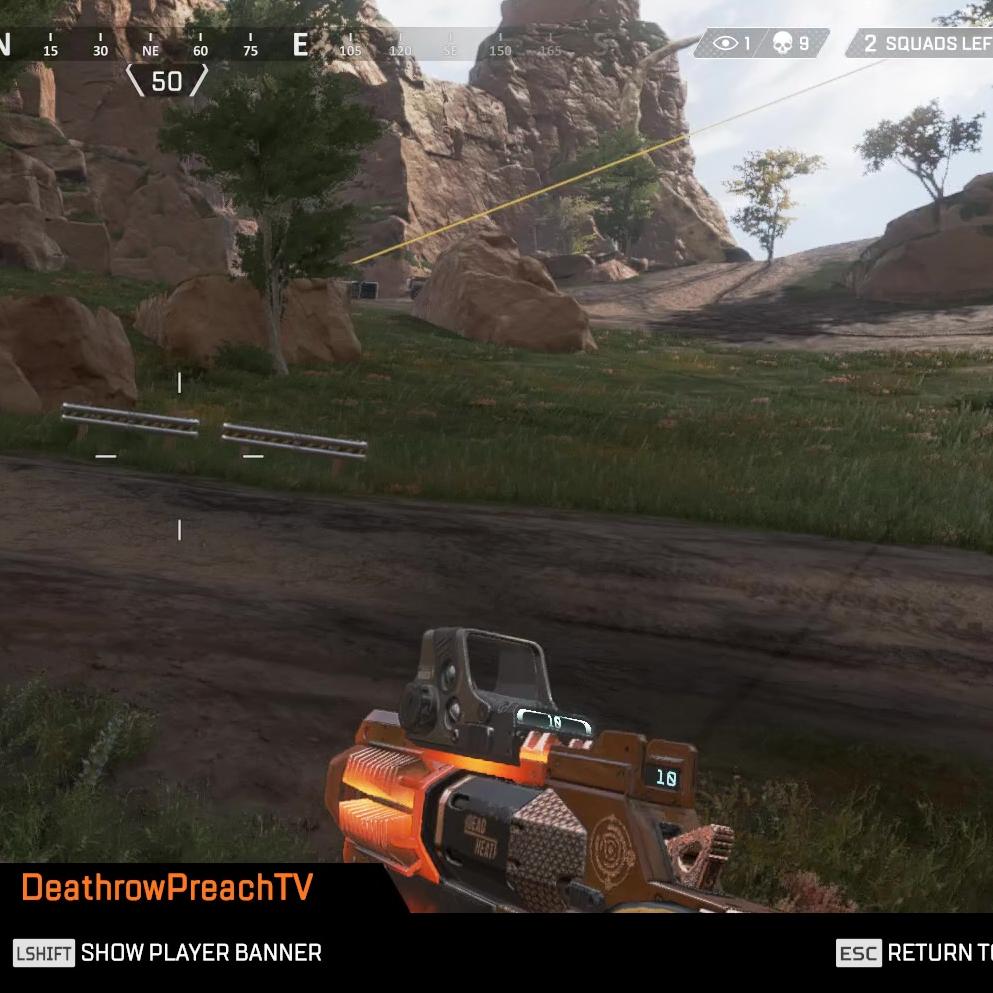 N 15 30 NE 60 75 E 105 120 SE 150 165
50
1 9 2 SQUADS LEF
10
10
DEAD
HEAT
DeathrowPreachTV
LSHIFT SHOW PLAYER BANNER
ESC RETURN TO